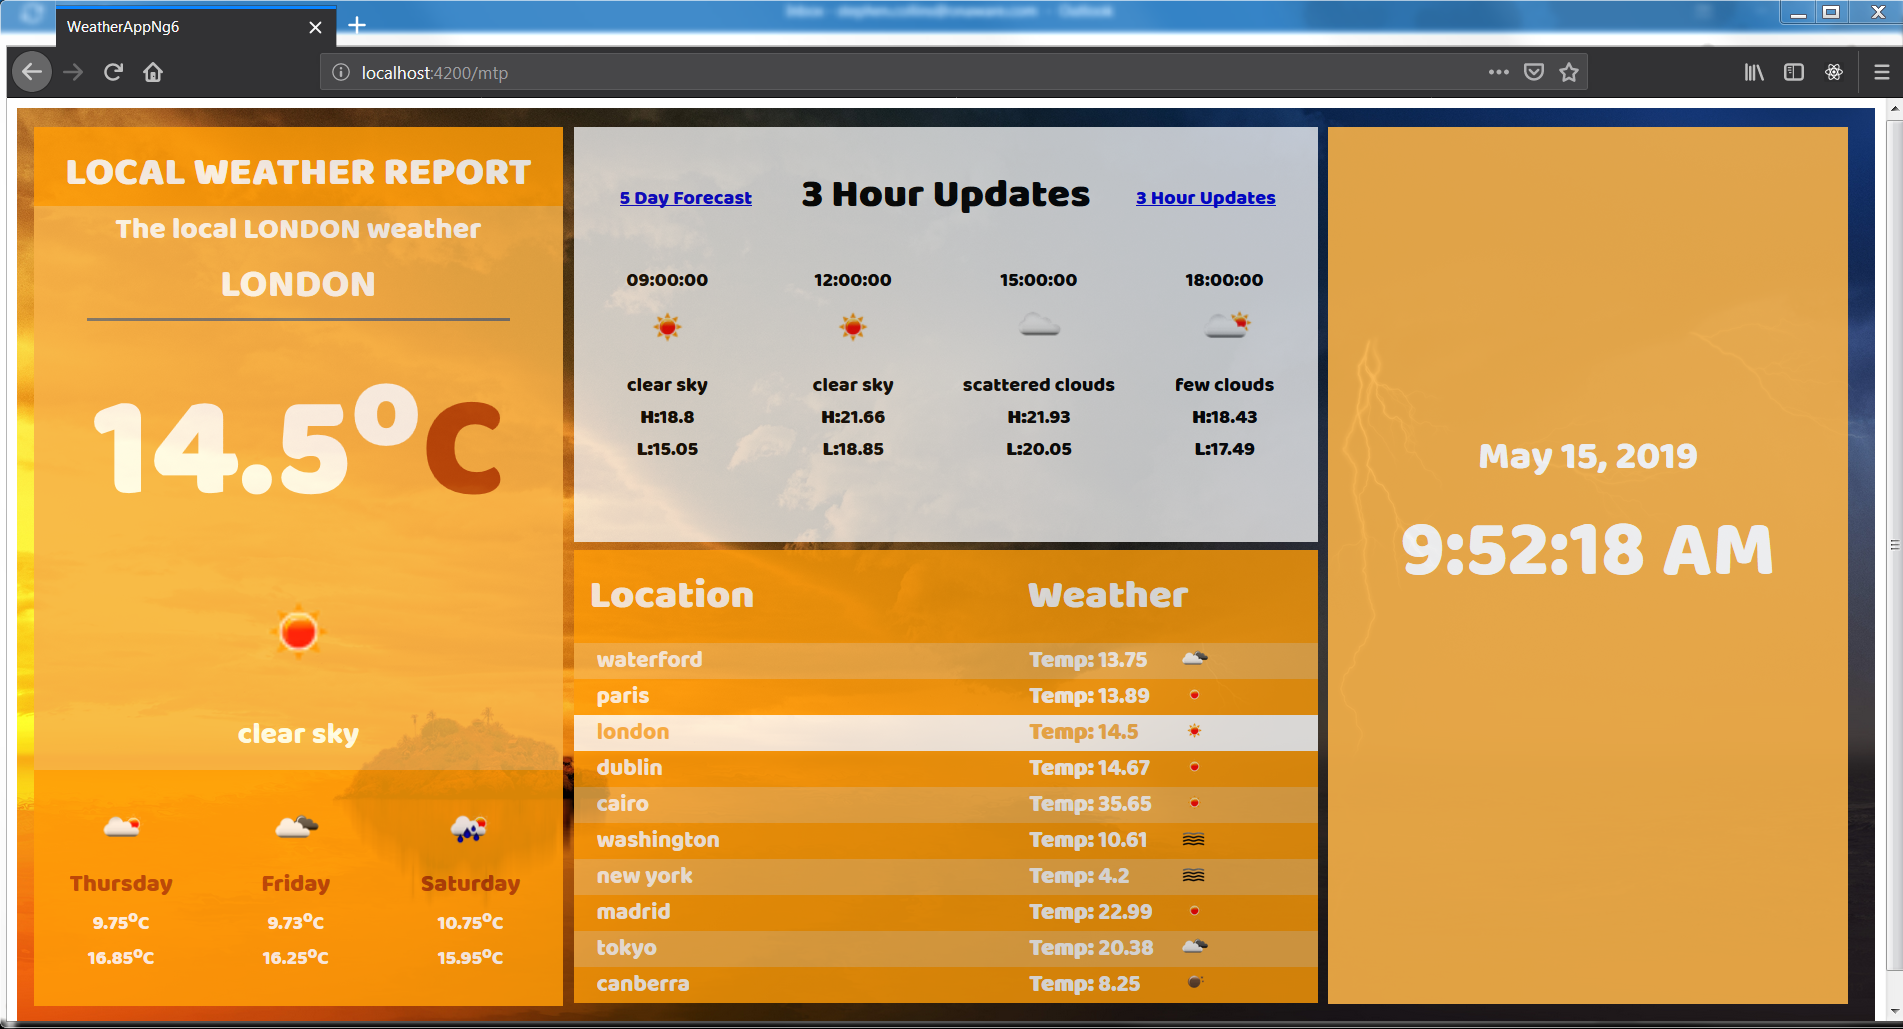 Inbox - stephen.collins@onaware.com - Outlook
WeatherAppNg6
localhost:4200/mtp
LOCAL WEATHER REPORT
The local LONDON weather
LONDON
14.5°C
clear sky
Thursday Friday Saturday
9.75°C 9.73°C 10.75°C
16.85°C 16.25°C 15.95°C
5 Day Forecast 3 Hour Updates 3 Hour Updates
09:00:00 12:00:00 15:00:00 18:00:00
clear sky clear sky scattered clouds few clouds
H:18.8 H:21.66 H:21.93 H:18.43
L:15.05 L:18.85 L:20.05 L:17.49
Location Weather
waterford Temp: 13.75
paris Temp: 13.89
london Temp: 14.5
dublin Temp: 14.67
cairo Temp: 35.65
washington Temp: 10.61
new york Temp: 4.2
madrid Temp: 22.99
tokyo Temp: 20.38
canberra Temp: 8.25
May 15, 2019
9:52:18 AM